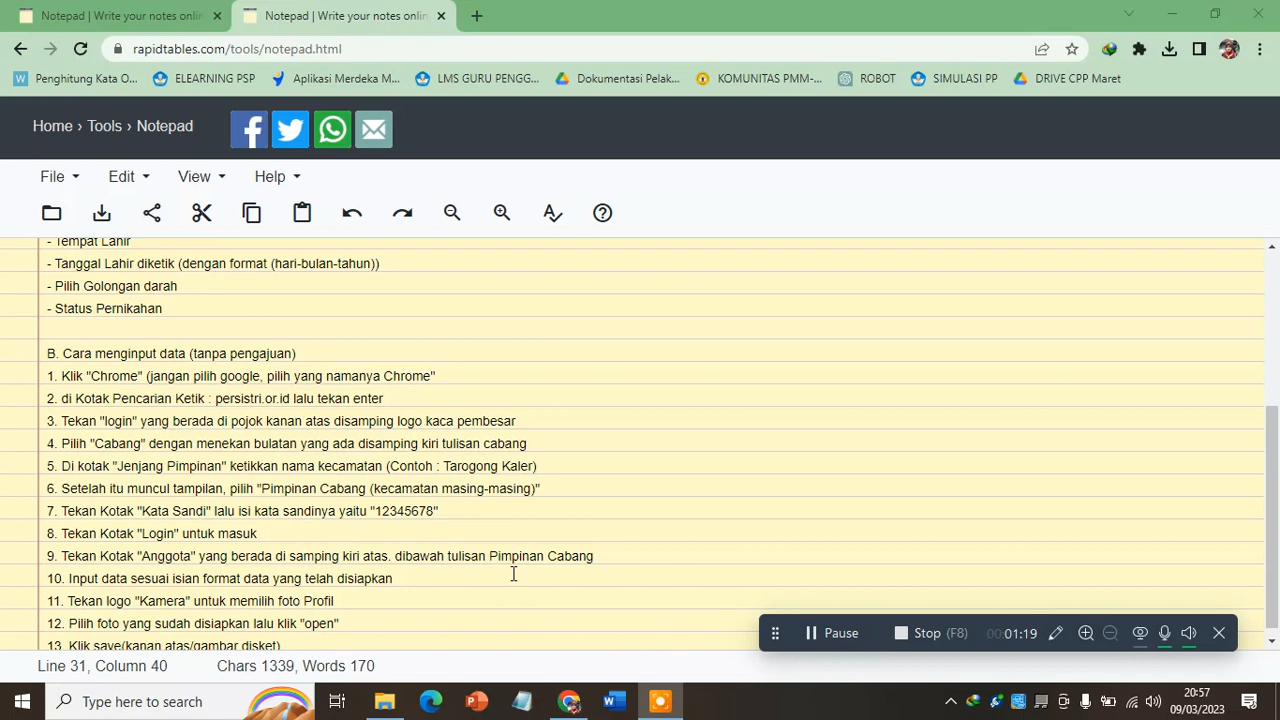 Notepad | Write your notes onlin
Notepad | Write your notes onlin
rapidtables.com/tools/notepad.html
Penghitung Kata O...
ELEARNING PSP
Aplikasi Merdeka M...
LMS GURU PENGG...
Dokumentasi Pelak...
KOMUNITAS PMM-...
ROBOT
SIMULASI PP
DRIVE CPP Maret
Home › Tools › Notepad
File
Edit
View
Help
- Tempat Lahir
- Tanggal Lahir diketik (dengan format (hari-bulan-tahun))
- Pilih Golongan darah
- Status Pernikahan
B. Cara menginput data (tanpa pengajuan)
1. Klik "Chrome" (jangan pilih google, pilih yang namanya Chrome"
2. di Kotak Pencarian Ketik : persistri.or.id lalu tekan enter
3. Tekan "login" yang berada di pojok kanan atas disamping logo kaca pembesar
4. Pilih "Cabang" dengan menekan bulatan yang ada disamping kiri tulisan cabang
5. Di kotak "Jenjang Pimpinan" ketikkan nama kecamatan (Contoh : Tarogong Kaler)
6. Setelah itu muncul tampilan, pilih "Pimpinan Cabang (kecamatan masing-masing)"
7. Tekan Kotak "Kata Sandi" lalu isi kata sandinya yaitu "12345678"
8. Tekan Kotak "Login" untuk masuk
9. Tekan Kotak "Anggota" yang berada di samping kiri atas. dibawah tulisan Pimpinan Cabang
10. Input data sesuai isian format data yang telah disiapkan
11. Tekan logo "Kamera" untuk memilih foto Profil
12. Pilih foto yang sudah disiapkan lalu klik "open"
13. Klik save(kanan atas/gambar disket)
Pause
Stop (F8)
00:01:19
Line 31, Column 40
Chars 1339, Words 170
Type here to search
20:57
09/03/2023